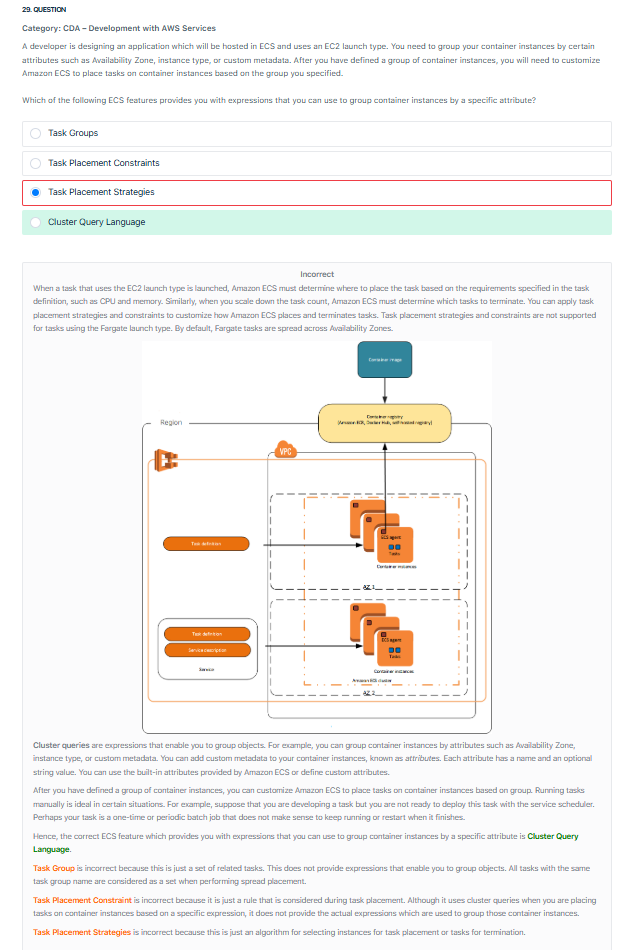 29. QUESTION
Category: CDA – Development with AWS Services
A developer is designing an application which will be hosted in ECS and uses an EC2 launch type. You need to group your container instances by certain
attributes such as Availability Zone, instance type, or custom metadata. After you have defined a group of container instances, you will need to customize
Amazon ECS to place tasks on container instances based on the group you specified.
Which of the following ECS features provides you with expressions that you can use to group container instances by a specific attribute?
Task Groups
Task Placement Constraints
Task Placement Strategies
Cluster Query Language
Incorrect
When a task that uses the EC2 launch type is launched, Amazon ECS must determine where to place the task based on the requirements specified in the task
definition, such as CPU and memory. Similarly, when you scale down the task count, Amazon ECS must determine which tasks to terminate. You can apply task
placement strategies and constraints to customize how Amazon ECS places and terminates tasks. Task placement strategies and constraints are not supported
for tasks using the Fargate launch type. By default, Fargate tasks are spread across Availability Zones.
Container image
Container registry
(Amazon ECR, Docker Hub, self-hosted registry)
Region
VPC
ECS agent
Task definition
Tasks
Container instances
AZ 1
Task definition
ECS agent
Service description
Tasks
Service
Container instances
Amazon ECS cluster
AZ 2
Cluster queries are expressions that enable you to group objects. For example, you can group container instances by attributes such as Availability Zone,
instance type, or custom metadata. You can add custom metadata to your container instances, known as attributes. Each attribute has a name and an optional
string value. You can use the built-in attributes provided by Amazon ECS or define custom attributes.
After you have defined a group of container instances, you can customize Amazon ECS to place tasks on container instances based on group. Running tasks
manually is ideal in certain situations. For example, suppose that you are developing a task but you are not ready to deploy this task with the service scheduler.
Perhaps your task is a one-time or periodic batch job that does not make sense to keep running or restart when it finishes.
Hence, the correct ECS feature which provides you with expressions that you can use to group container instances by a specific attribute is Cluster Query
Language.
Task Group is incorrect because this is just a set of related tasks. This does not provide expressions that enable you to group objects. All tasks with the same
task group name are considered as a set when performing spread placement.
Task Placement Constraint is incorrect because it is just a rule that is considered during task placement. Although it uses cluster queries when you are placing
tasks on container instances based on a specific expression, it does not provide the actual expressions which are used to group those container instances.
Task Placement Strategies is incorrect because this is just an algorithm for selecting instances for task placement or tasks for termination.